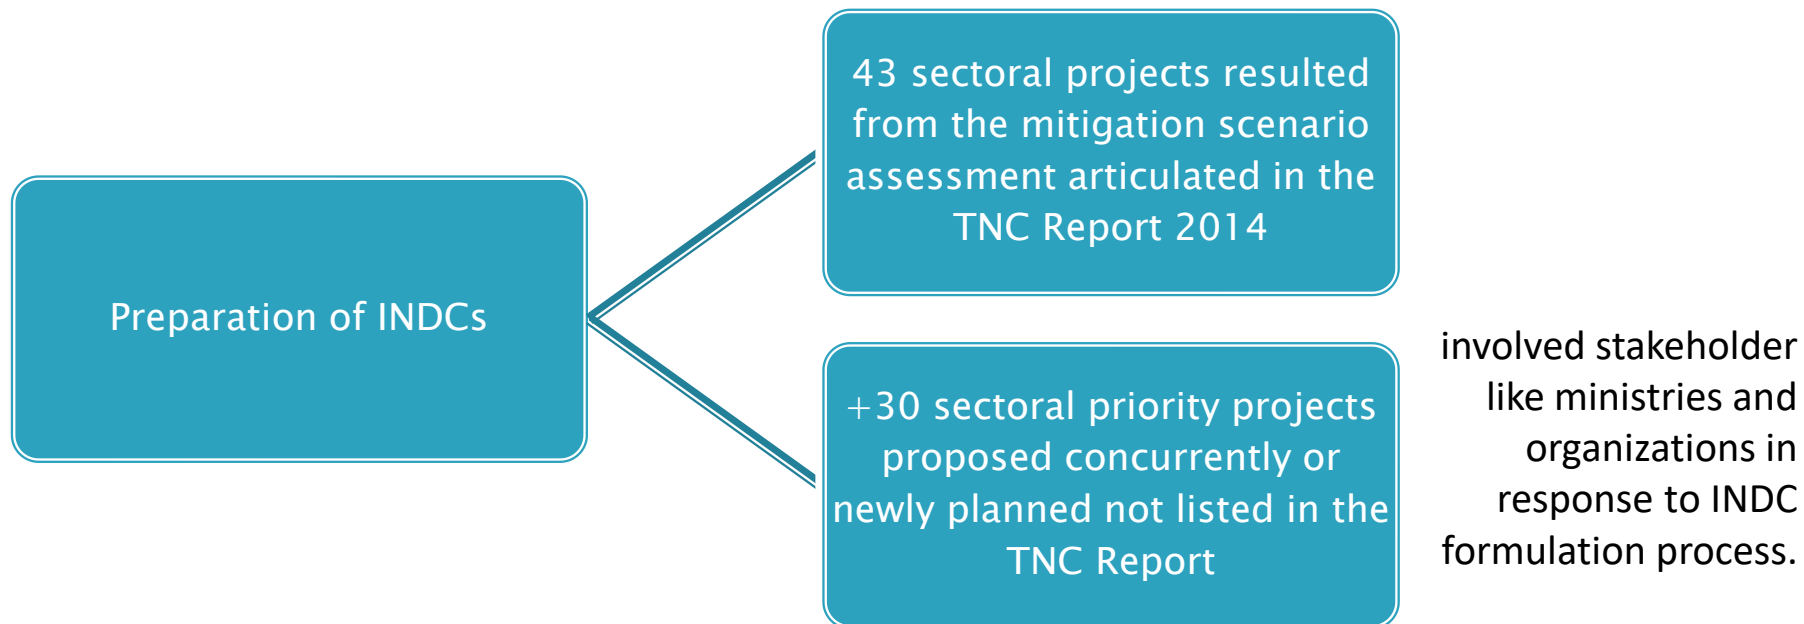 Preparation of INDCs
43 sectoral projects resulted
from the mitigation scenario
assessment articulated in the
TNC Report 2014
+30 sectoral priority projects
proposed concurrently or
newly planned not listed in the
TNC Report
involved stakeholder
like ministries and
organizations in
response to INDC
formulation process.